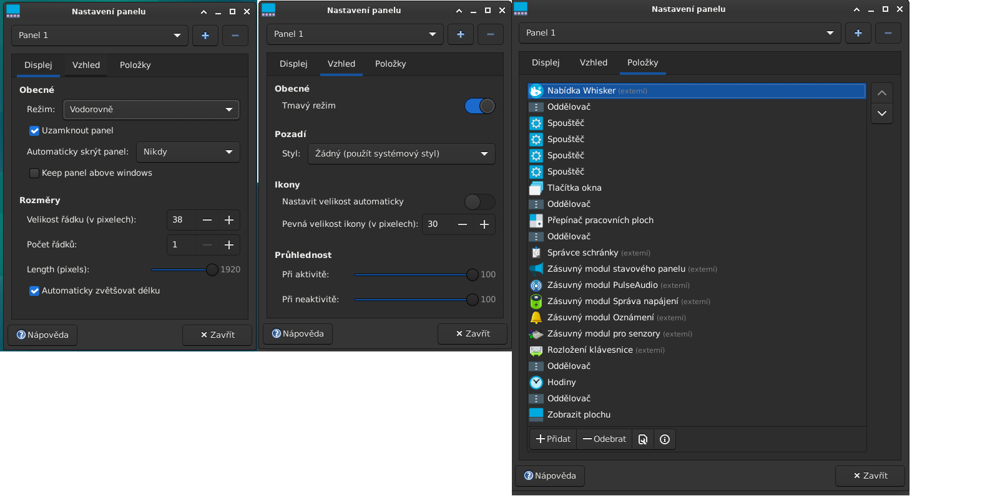 Nastavení panelu
Panel 1
Displej Vzhled Položky
Obecné
Režim: Vodorovně
Uzamknout panel
Automaticky skrýt panel: Nikdy
Keep panel above windows
Rozměry
Velikost řádku (v pixelech): 38
Počet řádků: 1
Length (pixels): 1920
Automaticky zvětšovat délku
Nápověda Zavřít
Nastavení panelu
Panel 1
Displej Vzhled Položky
Obecné
Tmavý režim
Pozadí
Styl: Žádný (použít systémový styl)
Ikony
Nastavit velikost automaticky
Pevná velikost ikony (v pixelech): 30
Průhlednost
Při aktivitě: 100
Při neaktivitě: 100
Nápověda Zavřít
Nastavení panelu
Panel 1
Displej Vzhled Položky
Nabídka Whisker (externí)
Oddělovač
Spouštěč
Spouštěč
Spouštěč
Spouštěč
Tlačítka okna
Oddělovač
Přepínač pracovních ploch
Oddělovač
Správce schránky (externí)
Zásuvný modul stavového panelu (externí)
Zásuvný modul PulseAudio (externí)
Zásuvný modul Správa napájení (externí)
Zásuvný modul Oznámení (externí)
Zásuvný modul pro senzory (externí)
Rozložení klávesnice (externí)
Oddělovač
Hodiny
Oddělovač
Zobrazit plochu
Přidat Odebrat
Nápověda Zavřít